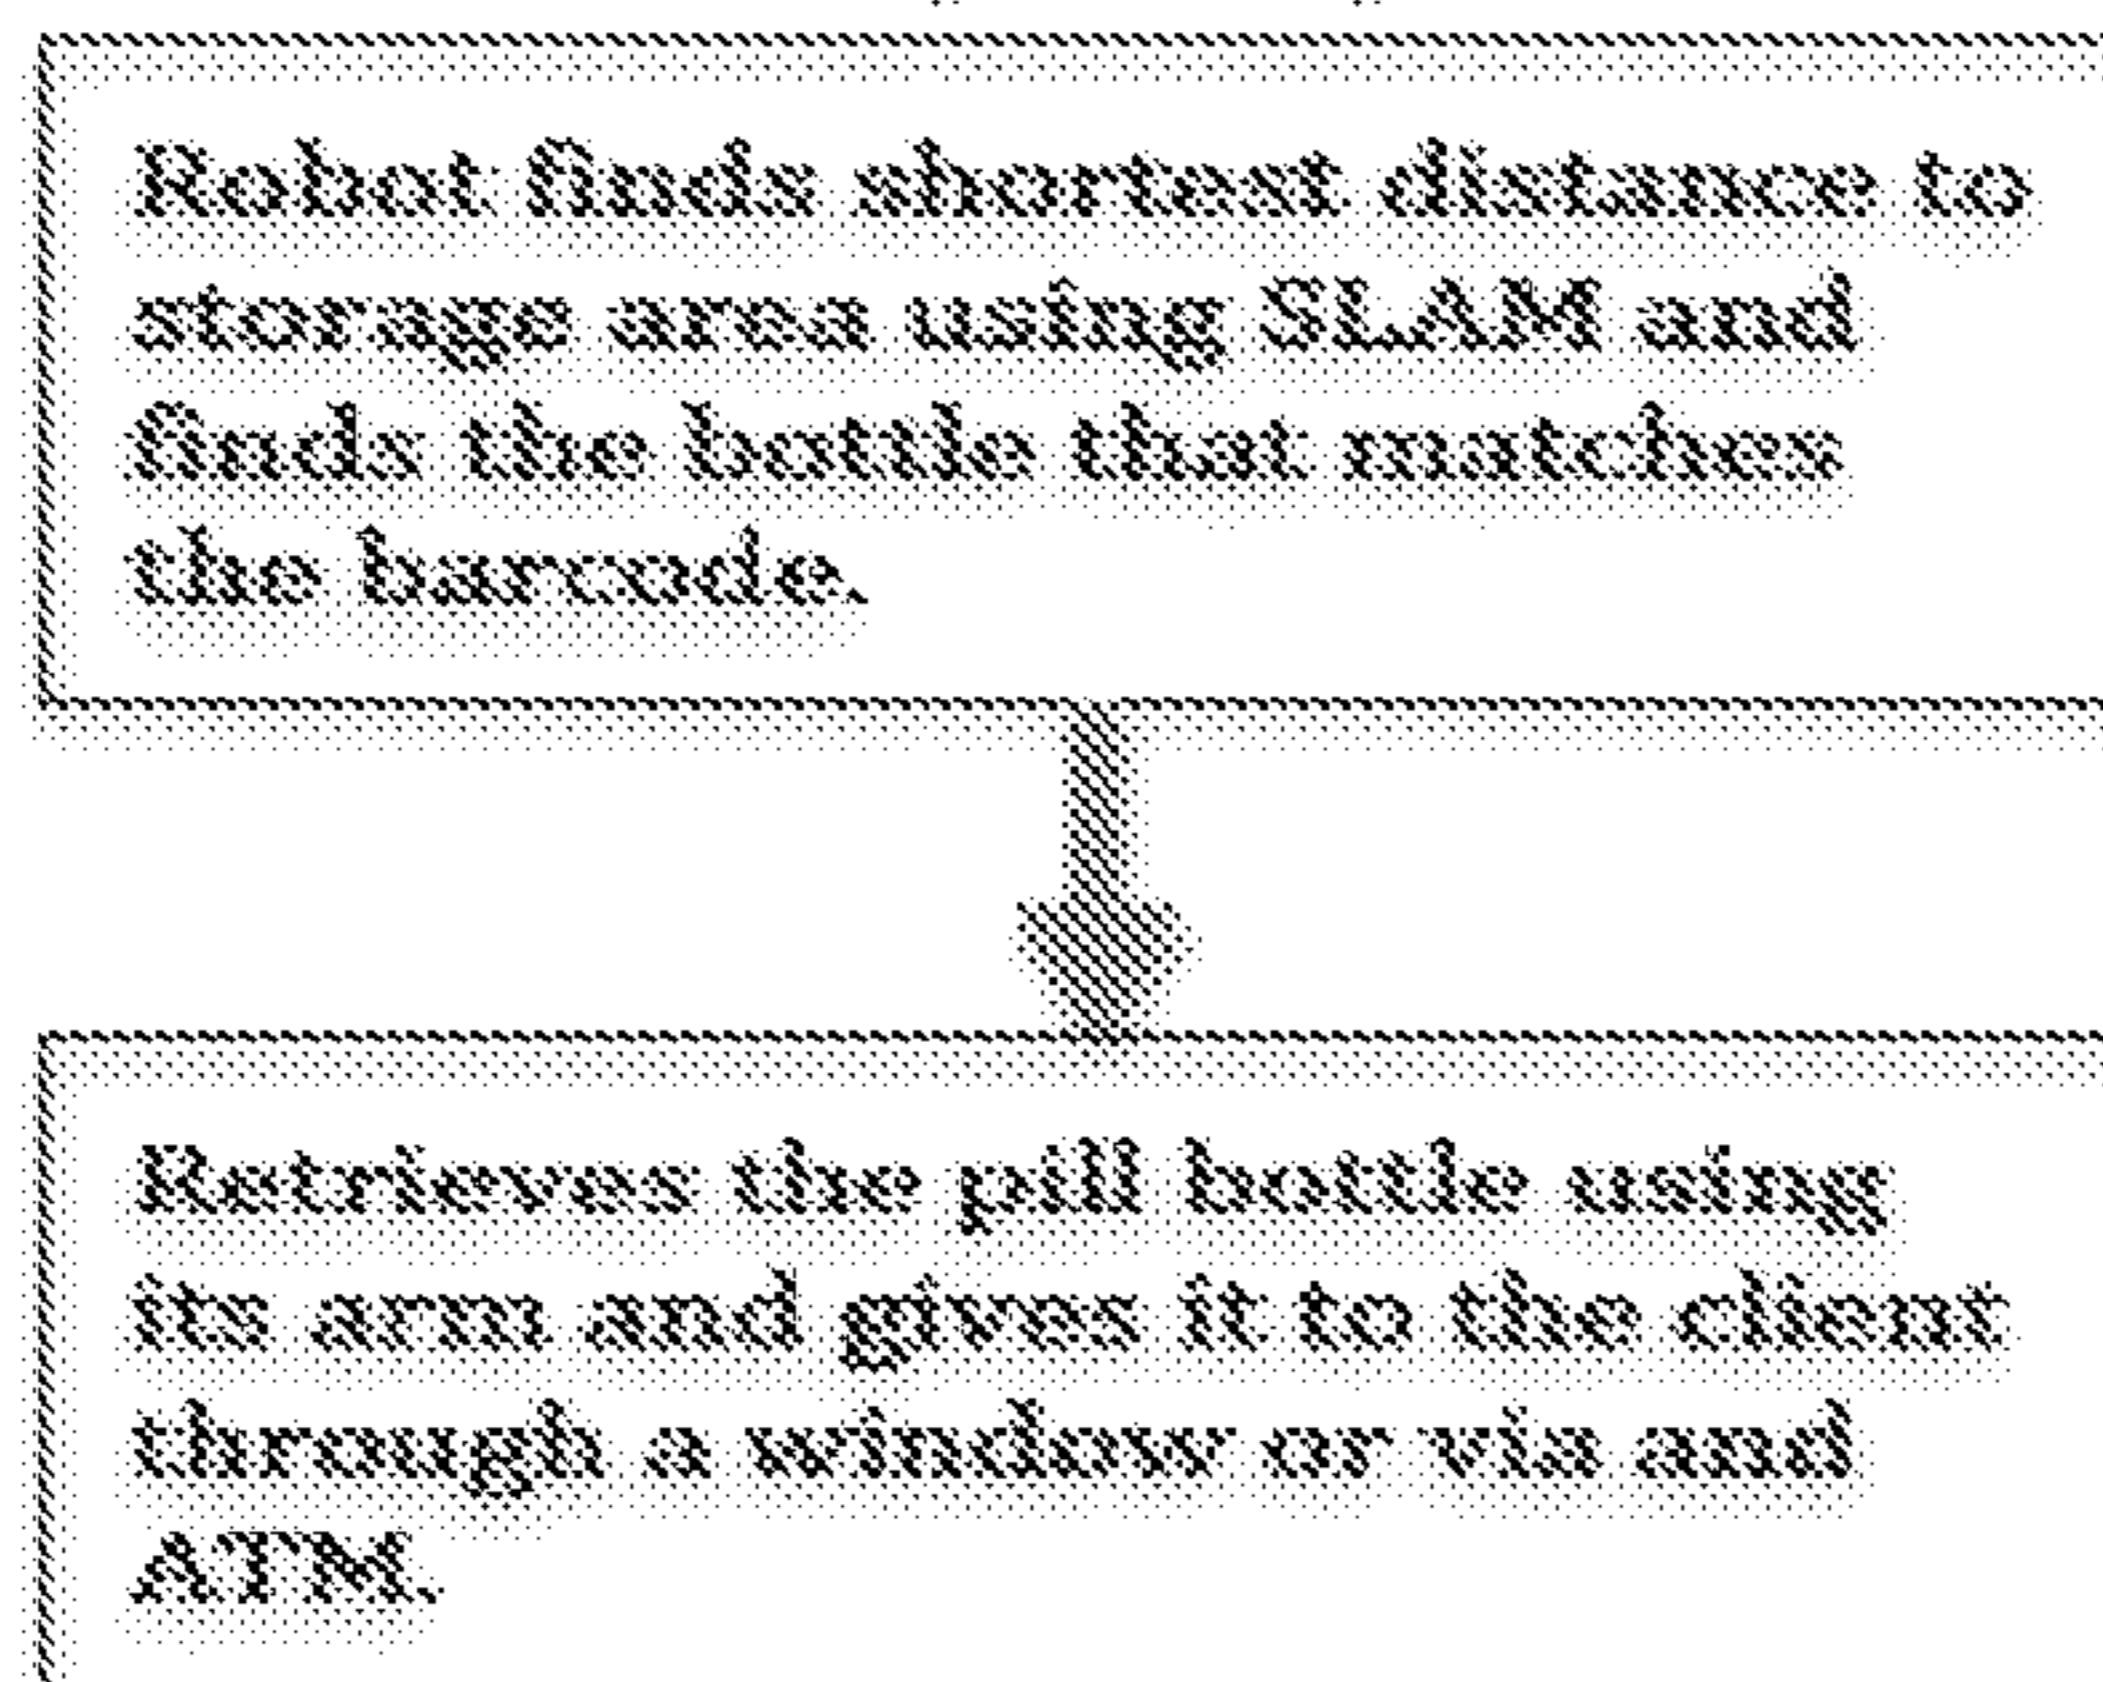 Robot finds shortest distance to
storage area using SLAM and
finds the bottle that matches
the barcode.
Retrieves the pill bottle using
its arm and gives it to the client
through a window or via and
ATM.